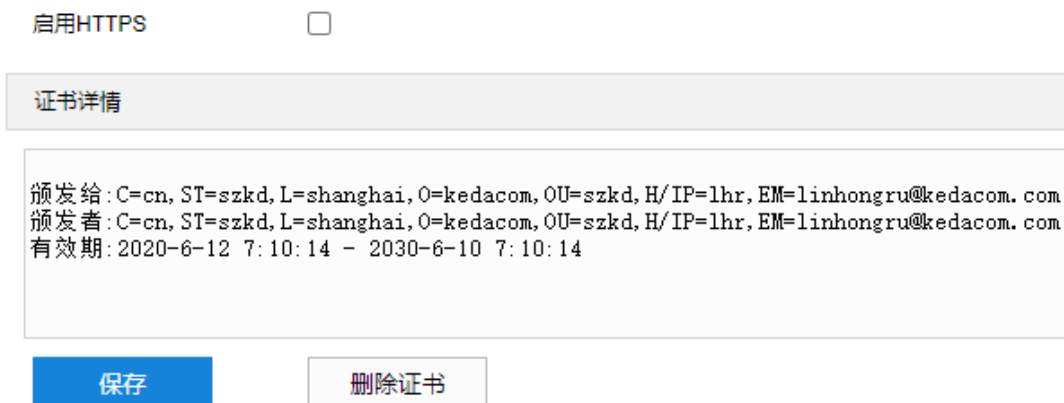 启用HTTPS
证书详情
颁发给:C=cn,ST=szkd,L=shanghai,O=kedacom,OU=szkd,H/IP=lhr,EM=linhongru@kedacom.com
颁发者:C=cn,ST=szkd,L=shanghai,O=kedacom,OU=szkd,H/IP=lhr,EM=linhongru@kedacom.com
有效期:2020-6-12 7:10:14 - 2030-6-10 7:10:14
保存 删除证书